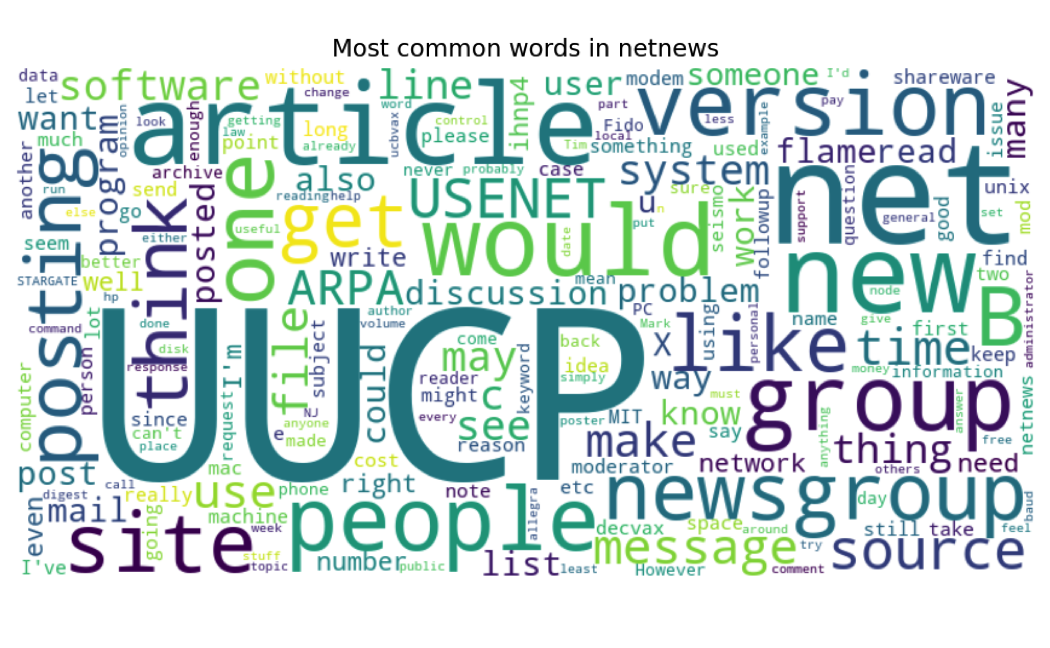 Most common words in netnews
data
software
without
change
line
user
modem
someone
I'd
shareware
let
want
article
version
many
look
enough
getting
law
long
already
word
ucbvax
control
please
ihnp4
part
Fido
local
Tim
something
less
pay
example
used
flame
read
issue
much
opinion
point
another
posting
program
archive
send
run
else
go
either
think
posted
one
useful
reading
help
also
get
never
probably
case
USENET
would
date
system
u
n
sure
put
seismo
work
followup
net
support
question
general
good
unix
set
mod
seem
better
STARGATE
well
hp
write
ARPA
discussion
mean
problem
find
two
new
node
B
administrator
command
lot
done
disk
response
person
file
author
volume
subject
come
back
PC
Mark
using
personal
name
give
first
time
keep
information
UUCP
may
reader
might
c
see
every
keyword
idea
simply
X
like
way
money
computer
since
can't
place
request
I'm
NJ
anyone
e
made
could
reason
poster
MIT
make
know
say
must
group
anything
thing
answer
free
netnews
post
mac
cost
right
moderator
network
others
need
call
digest
even
mail
really
going
use
phone
machine
week
people
note
etc
allegra
decvax
newsgroup
space
around
day
still
take
feel
baud
I've
site
stuff
topic
number
public
list
least
message
However
try
comment
source